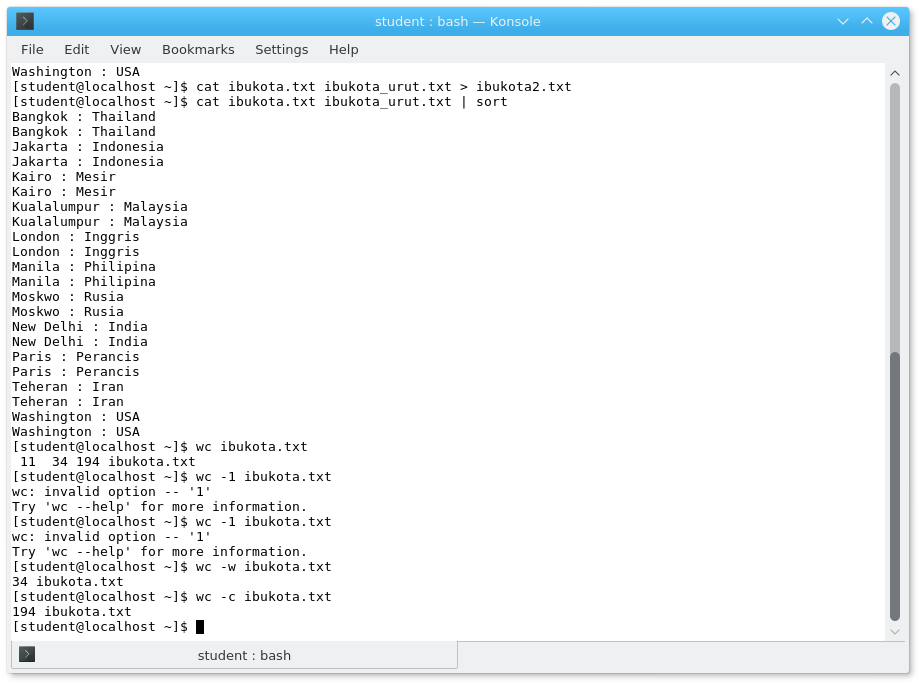 student : bash — Konsole
File Edit View Bookmarks Settings Help
Washington : USA
[student@localhost ~]$ cat ibukota.txt ibukota_urut.txt > ibukota2.txt
[student@localhost ~]$ cat ibukota.txt ibukota_urut.txt | sort
Bangkok : Thailand
Bangkok : Thailand
Jakarta : Indonesia
Jakarta : Indonesia
Kairo : Mesir
Kairo : Mesir
Kualalumpur : Malaysia
Kualalumpur : Malaysia
London : Inggris
London : Inggris
Manila : Philipina
Manila : Philipina
Moskwo : Rusia
Moskwo : Rusia
New Delhi : India
New Delhi : India
Paris : Perancis
Paris : Perancis
Teheran : Iran
Teheran : Iran
Washington : USA
Washington : USA
[student@localhost ~]$ wc ibukota.txt
 11  34 194 ibukota.txt
[student@localhost ~]$ wc -1 ibukota.txt
wc: invalid option -- '1'
Try 'wc --help' for more information.
[student@localhost ~]$ wc -1 ibukota.txt
wc: invalid option -- '1'
Try 'wc --help' for more information.
[student@localhost ~]$ wc -w ibukota.txt
34 ibukota.txt
[student@localhost ~]$ wc -c ibukota.txt
194 ibukota.txt
[student@localhost ~]$
student : bash